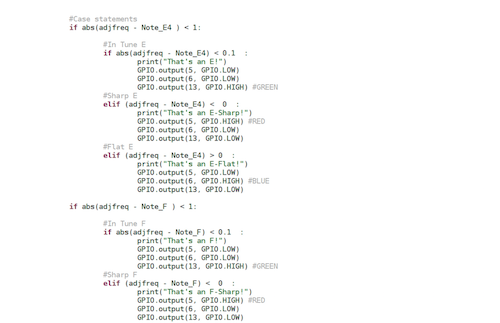 #Case statements
if abs(adjfreq - Note_E4 ) < 1:
#In Tune E
if abs(adjfreq - Note_E4) < 0.1  :
print("That's an E!")
GPIO.output(5, GPIO.LOW)
GPIO.output(6, GPIO.LOW)
GPIO.output(13, GPIO.HIGH) #GREEN
#Sharp E
elif (adjfreq - Note_E4) <  0  :
print("That's an E-Sharp!")
GPIO.output(5, GPIO.HIGH) #RED
GPIO.output(6, GPIO.LOW)
GPIO.output(13, GPIO.LOW)
#Flat E
elif (adjfreq - Note_E4) > 0  :
print("That's an E-Flat!")
GPIO.output(5, GPIO.LOW)
GPIO.output(6, GPIO.HIGH) #BLUE
GPIO.output(13, GPIO.LOW)
if abs(adjfreq - Note_F ) < 1:
#In Tune F
if abs(adjfreq - Note_F) < 0.1  :
print("That's an F!")
GPIO.output(5, GPIO.LOW)
GPIO.output(6, GPIO.LOW)
GPIO.output(13, GPIO.HIGH) #GREEN
#Sharp F
elif (adjfreq - Note_F) <  0  :
print("That's an F-Sharp!")
GPIO.output(5, GPIO.HIGH) #RED
GPIO.output(6, GPIO.LOW)
GPIO.output(13, GPIO.LOW)